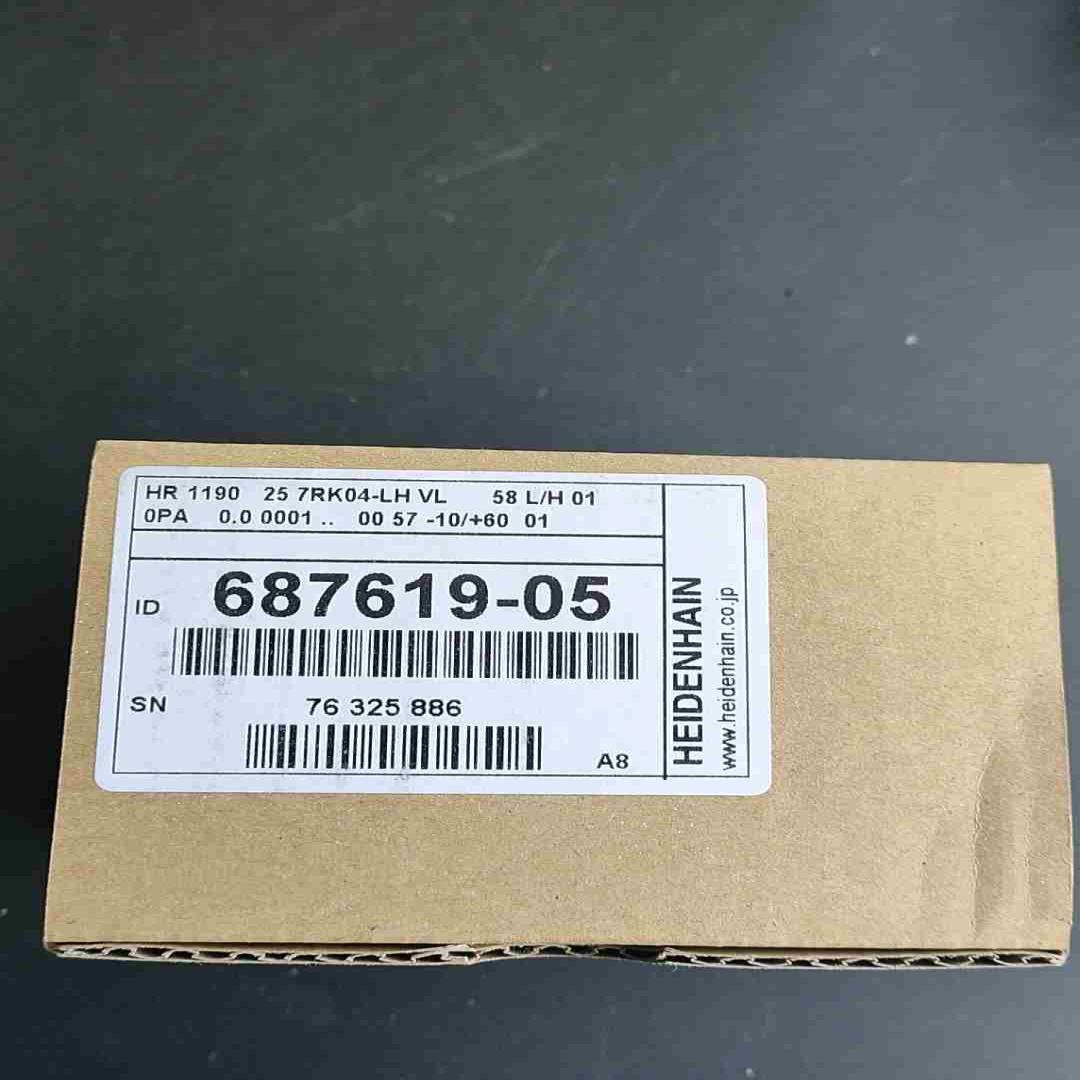 HR 1190 25 7RK04-LH VL 58 L/H 01
0PA 0.0 0001 .. 00 57 -10/+60 01
ID 687619-05
SN 76 325 886
A8
HEIDENHAIN
www.heidenhain.co.jp